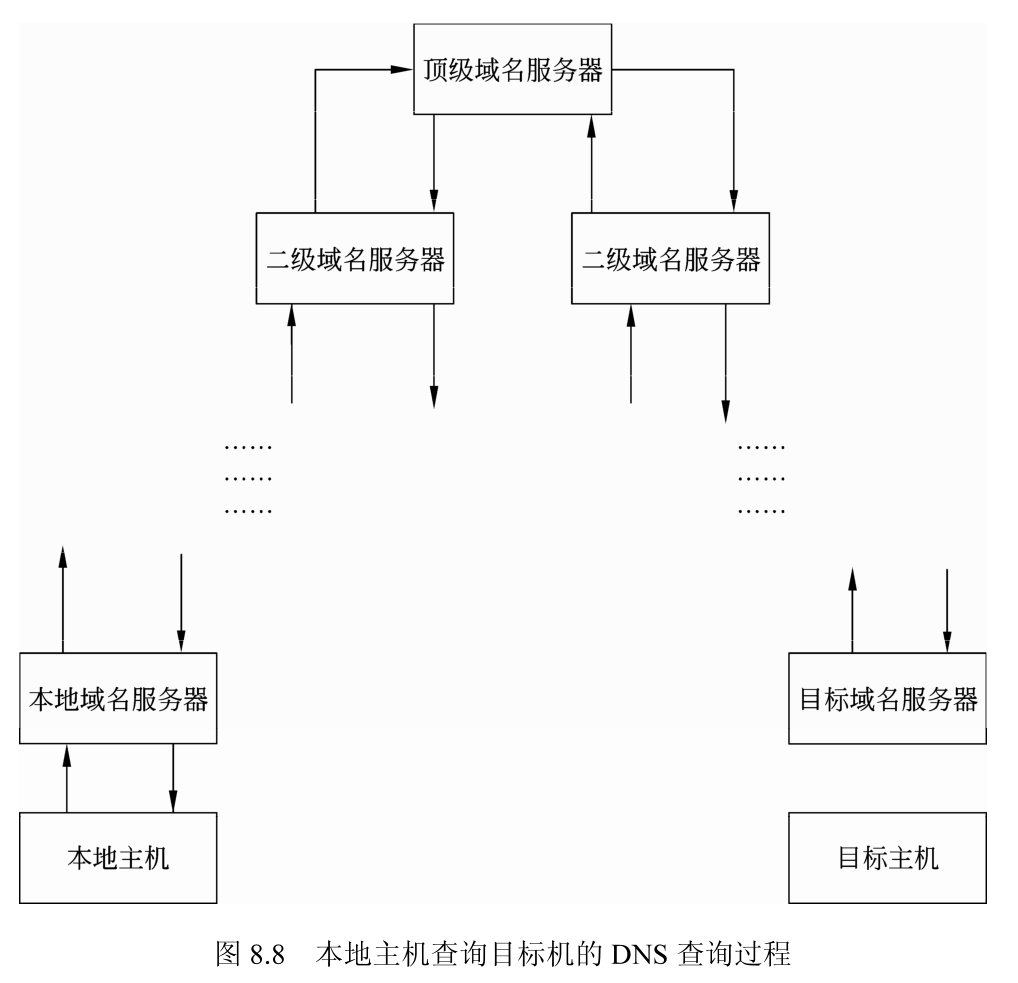 顶级域名服务器
二级域名服务器
二级域名服务器
……
……
……
……
……
……
本地域名服务器
目标域名服务器
本地主机
目标主机
图 8.8 本地主机查询目标机的 DNS 查询过程